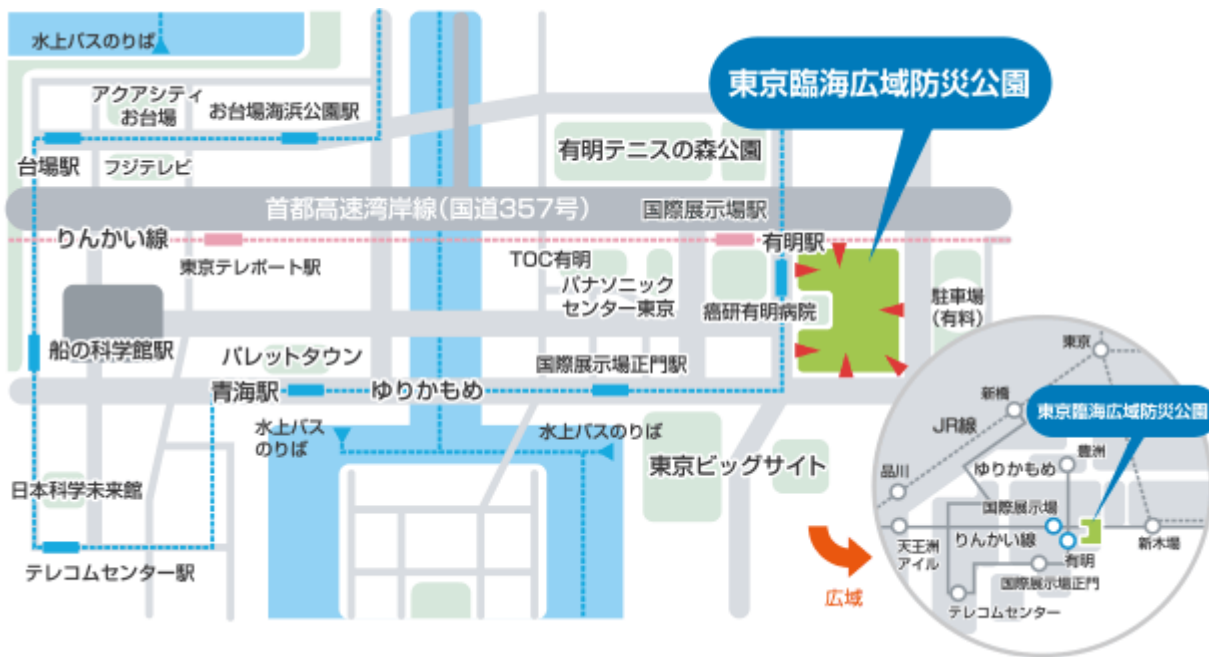 水上バスのりば
アクアシティ
お台場
お台場海浜公園駅
台場駅
フジテレビ
東京臨海広域防災公園
有明テニスの森公園
首都高速湾岸線(国道357号)
国際展示場駅
りんかい線
有明駅
東京テレポート駅
TOC有明
パナソニック
センター東京
癌研有明病院
駐車場
(有料)
船の科学館駅
パレットタウン
国際展示場正門駅
青海駅
ゆりかもめ
水上バス
のりば
水上バスのりば
東京ビッグサイト
日本科学未来館
テレコムセンター駅
広域
東京
新橋
東京臨海広域防災公園
JR線
豊洲
品川
ゆりかもめ
国際展示場
天王洲
アイル
りんかい線
新木場
有明
国際展示場正門
テレコムセンター